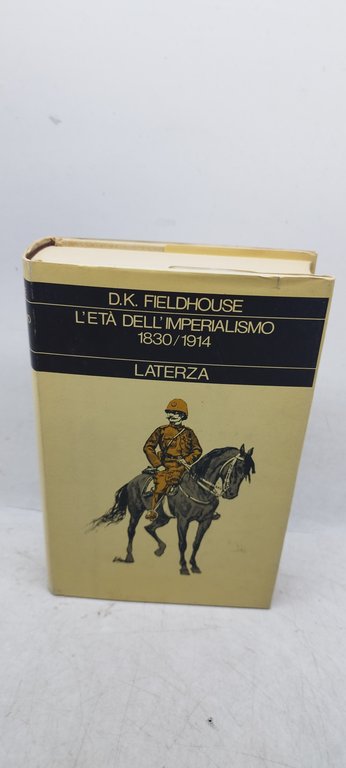 D.K. FIELDHOUSE
L'ETÀ DELL'IMPERIALISMO
1830/1914
LATERZA